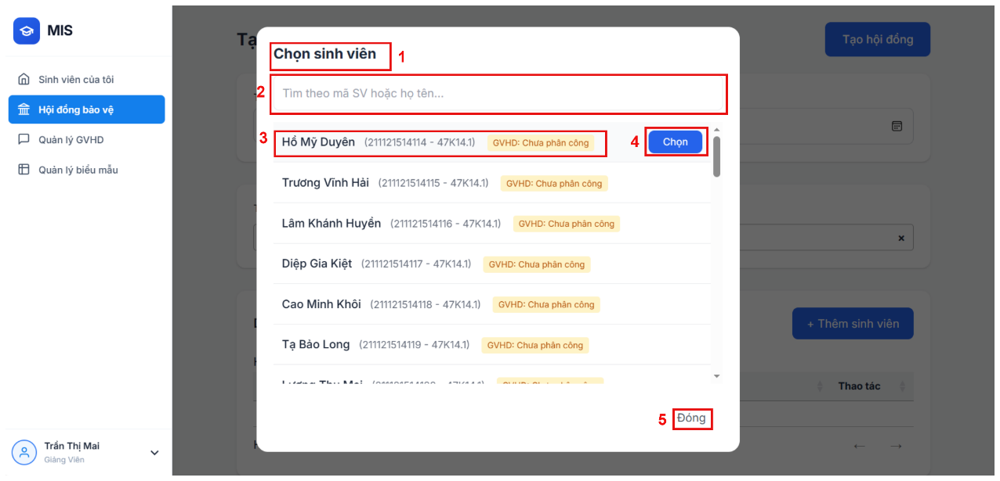 MIS
Sinh viên của tôi
Hội đồng bảo vệ
Quản lý GVHD
Quản lý biểu mẫu
Trần Thị Mai
Giảng Viên
Tạ
Tạo hội đồng
Chọn sinh viên 1
2 Tìm theo mã SV hoặc họ tên...
3 Hồ Mỹ Duyên (211121514114 - 47K14.1) GVHD: Chưa phân công 4 Chọn
Trương Vĩnh Hải (211121514115 - 47K14.1) GVHD: Chưa phân công
Lâm Khánh Huyền (211121514116 - 47K14.1) GVHD: Chưa phân công
Diệp Gia Kiệt (211121514117 - 47K14.1) GVHD: Chưa phân công
Cao Minh Khôi (211121514118 - 47K14.1) GVHD: Chưa phân công
+ Thêm sinh viên
Tạ Bảo Long (211121514119 - 47K14.1) GVHD: Chưa phân công
Thao tác
5 Đóng